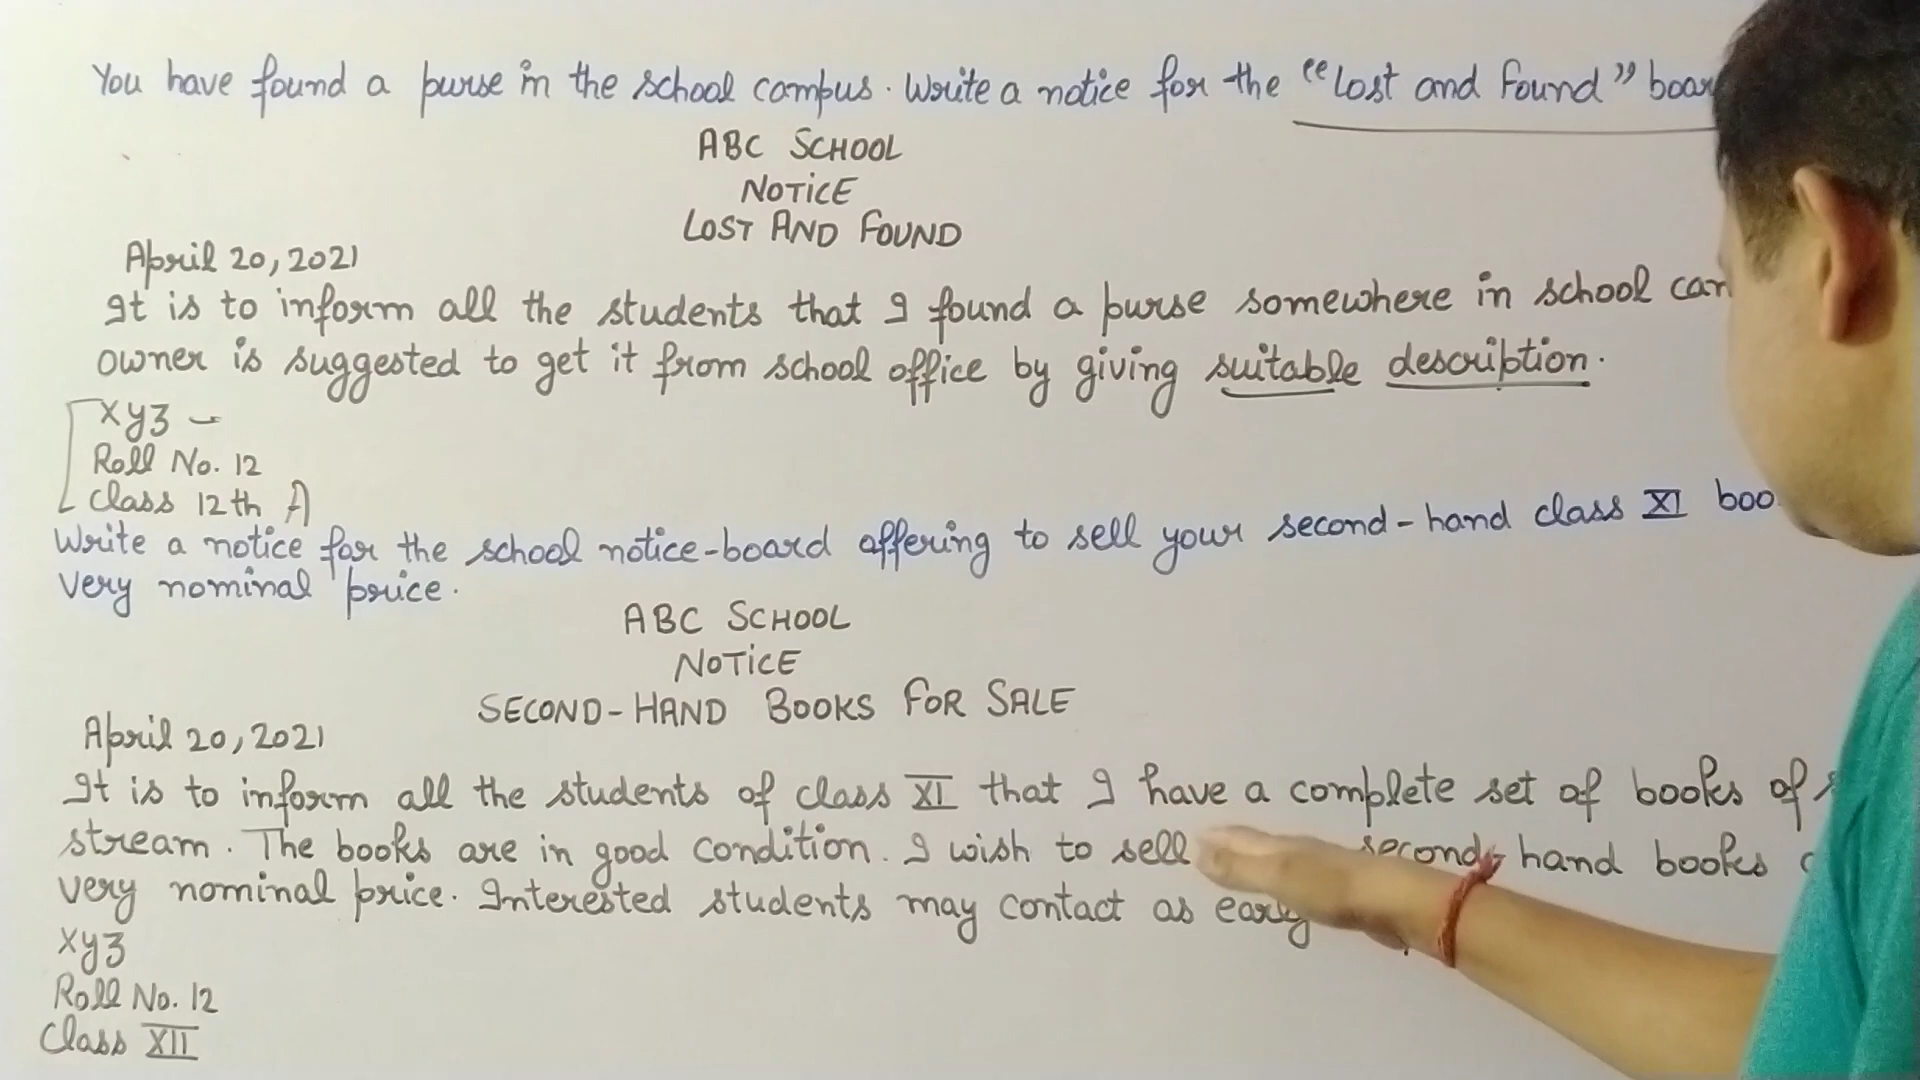 You have found a purse in the school campus. Write a notice for the "Lost and Found"
ABC SCHOOL
NOTICE
LOST AND FOUND
April 20, 2021
It is to inform all the students that I found a purse somewhere in school
owner is suggested to get it from school office by giving suitable description.
xyz
Roll No. 12
Class 12th A
Write a notice for the school notice-board offering to sell your second-hand class XI
very nominal price.
ABC SCHOOL
NOTICE
SECOND-HAND BOOKS FOR SALE
April 20, 2021
It is to inform all the students of class XI that I have a complete set of books of
stream. The books are in good condition. I wish to sell second-hand books
very nominal price. Interested students may contact as early
xyz
Roll No. 12
Class XII